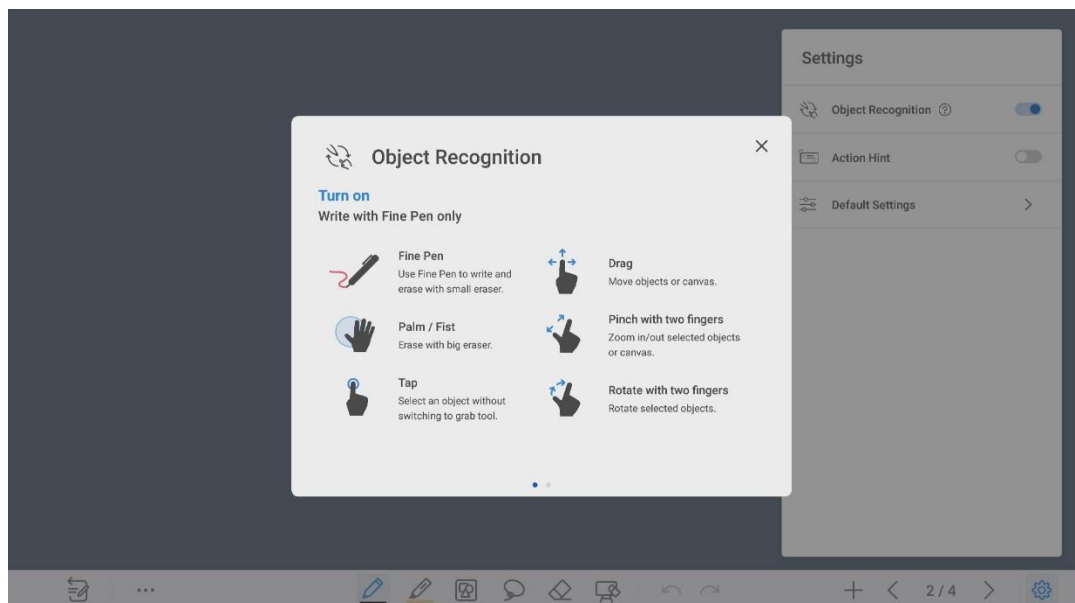 Settings
Object Recognition ?
Action Hint
Default Settings
Object Recognition
Turn on
Write with Fine Pen only
Fine Pen
Use Fine Pen to write and
erase with small eraser.
Palm / Fist
Erase with big eraser.
Tap
Select an object without
switching to grab tool.
Drag
Move objects or canvas.
Pinch with two fingers
Zoom in/out selected objects
or canvas.
Rotate with two fingers
Rotate selected objects.
2/4